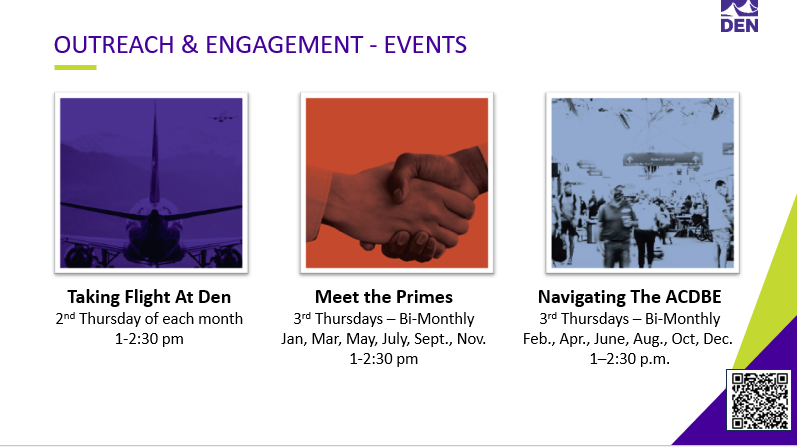 DEN
OUTREACH & ENGAGEMENT - EVENTS
Taking Flight At Den
2nd Thursday of each month
1-2:30 pm
Meet the Primes
3rd Thursdays – Bi-Monthly
Jan, Mar, May, July, Sept., Nov.
1-2:30 pm
Navigating The ACDBE
3rd Thursdays – Bi-Monthly
Feb., Apr., June, Aug., Oct, Dec.
1–2:30 p.m.